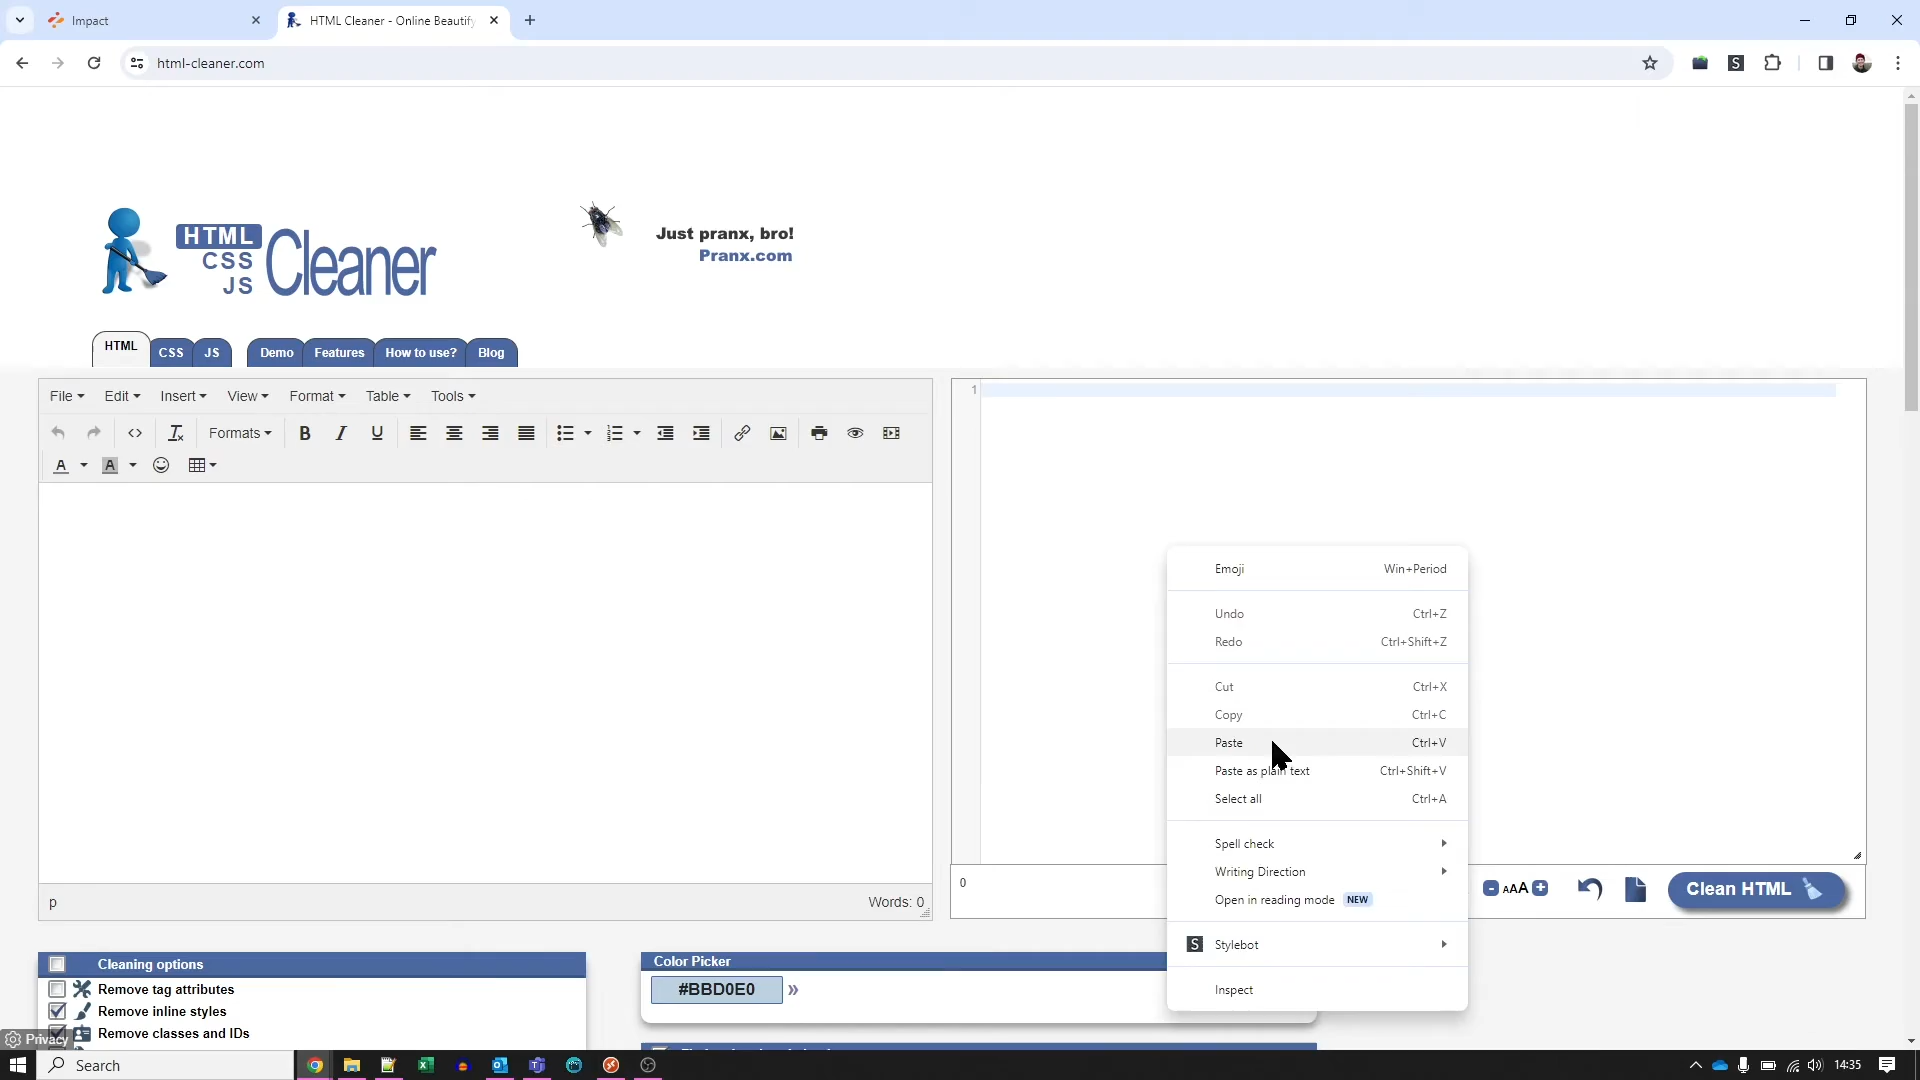 Impact
HTML Cleaner - Online Beautify
html-cleaner.com
S
HTML
CSS
JS
Cleaner
Just pranx, bro!
Pranx.com
HTML
CSS
JS
Demo
Features
How to use?
Blog
File
Edit
Insert
View
Format
Table
Tools
Formats
B
I
U
A
A
1
p
Words: 0
0
AAA
Clean HTML
Emoji Win+Period
Undo Ctrl+Z
Redo Ctrl+Shift+Z
Cut Ctrl+X
Copy Ctrl+C
Paste Ctrl+V
Paste as plain text Ctrl+Shift+V
Select all Ctrl+A
Spell check
Writing Direction
Open in reading mode NEW
S Stylebot
Inspect
Cleaning options
Remove tag attributes
Remove inline styles
Remove classes and IDs
Color Picker
#BBD0E0 »
Privacy
Search
14:35